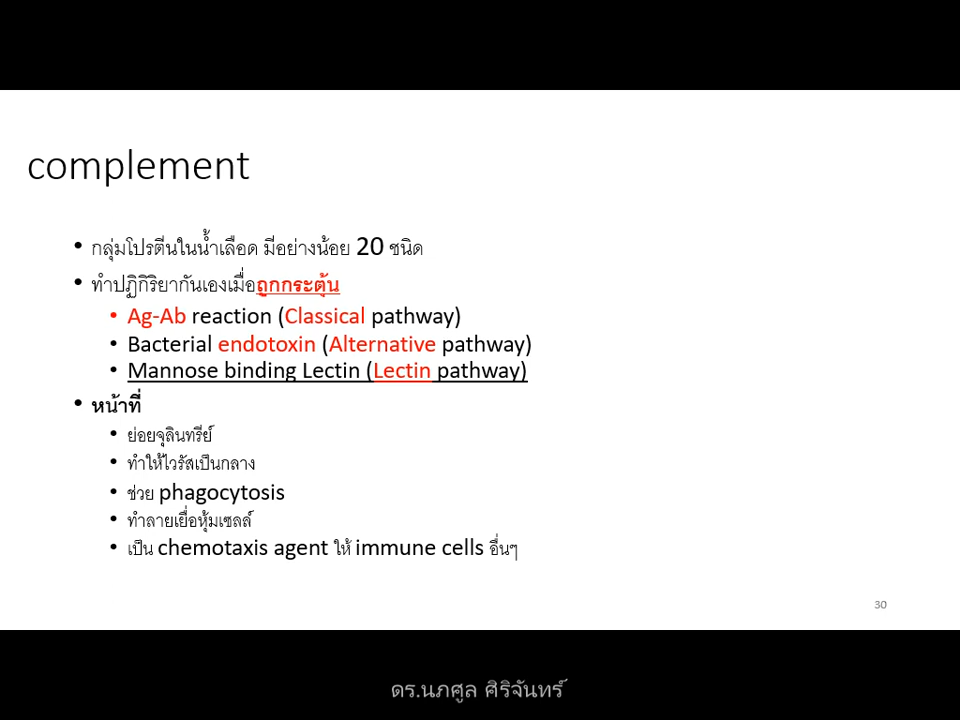 complement
• กลุ่มโปรตีนในน้ำเลือด มีอย่างน้อย 20 ชนิด
• ทำปฏิกิริยากันเองเมื่อถูกกระตุ้น
• Ag-Ab reaction (Classical pathway)
• Bacterial endotoxin (Alternative pathway)
• Mannose binding Lectin (Lectin pathway)
• หน้าที่
• ย่อยจุลินทรีย์
• ทำให้ไวรัสเป็นกลาง
• ช่วย phagocytosis
• ทำลายเยื่อหุ้มเซลล์
• เป็น chemotaxis agent ให้ immune cells อื่นๆ
30
ดร.นภศูล ศิริจันทร์